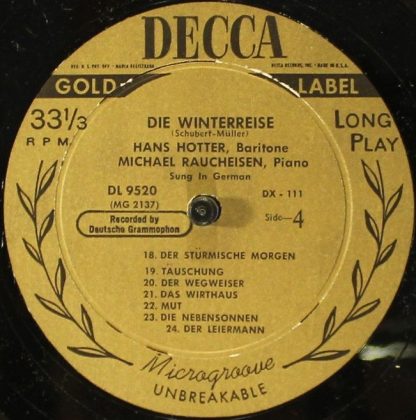 DECCA
REG. U.S. PAT. OFF. - MARCA REGISTRADA
DECCA RECORDS, INC. MADE IN U.S.A.
GOLD LABEL
33 1/3
RPM
LONG
PLAY
DIE WINTERREISE
(Schubert-Müller)
HANS HOTTER, Baritone
MICHAEL RAUCHEISEN, Piano
Sung In German
DL 9520
(MG 2137)
DX - 111
Recorded by
Deutsche Grammophon
Side—4
18. DER STÜRMISCHE MORGEN
19. TAUSCHUNG
20. DER WEGWEISER
21. DAS WIRTHAUS
22. MUT
23. DIE NEBENSONNEN
24. DER LEIERMANN
Microgroove
UNBREAKABLE